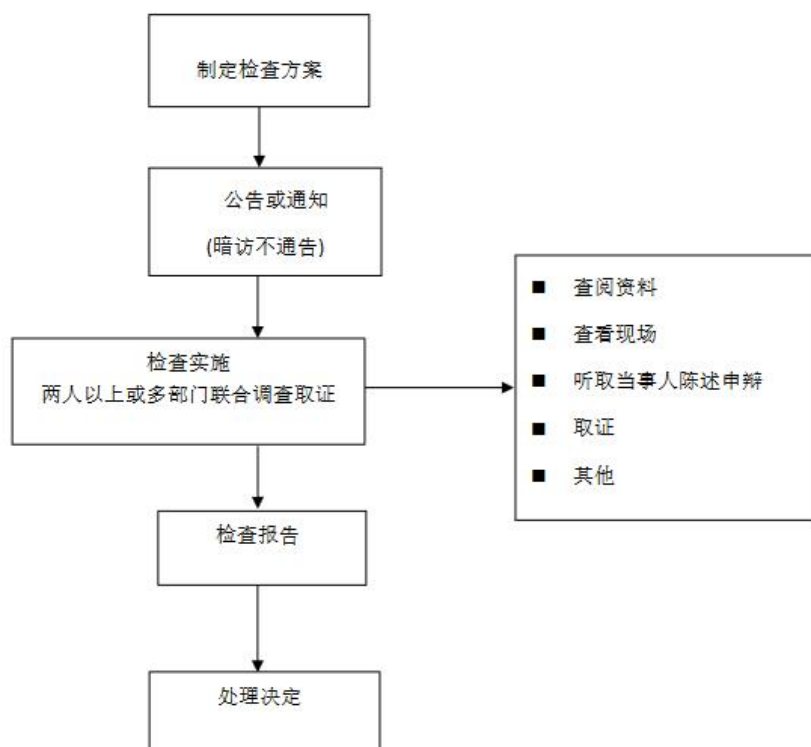 制定检查方案
公告或通知
(暗访不通告)
检查实施
两人以上或多部门联合调查取证
■ 查阅资料
■ 查看现场
■ 听取当事人陈述申辩
■ 取证
■ 其他
检查报告
处理决定